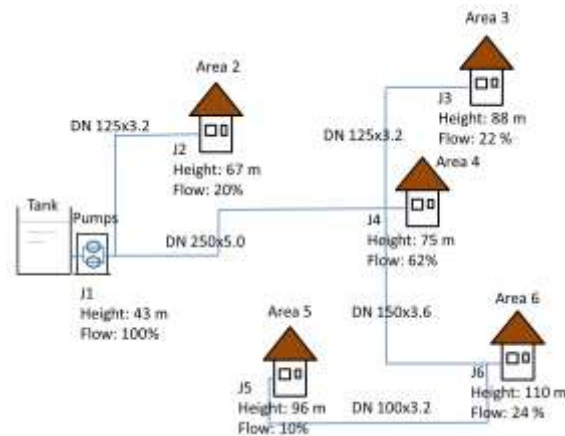 Area 3
Area 2
DN 125x3.2
J3
Height: 88 m
Flow: 22 %
DN 125x3.2
J2
Height: 67 m
Flow: 20%
Area 4
Tank
Pumps
DN 250x5.0
J4
Height: 75 m
Flow: 62%
J1
Height: 43 m
Flow: 100%
Area 5
DN 150x3.6
Area 6
J5
Height: 96 m
Flow: 10%
DN 100x3.2
J6
Height: 110 m
Flow: 24 %